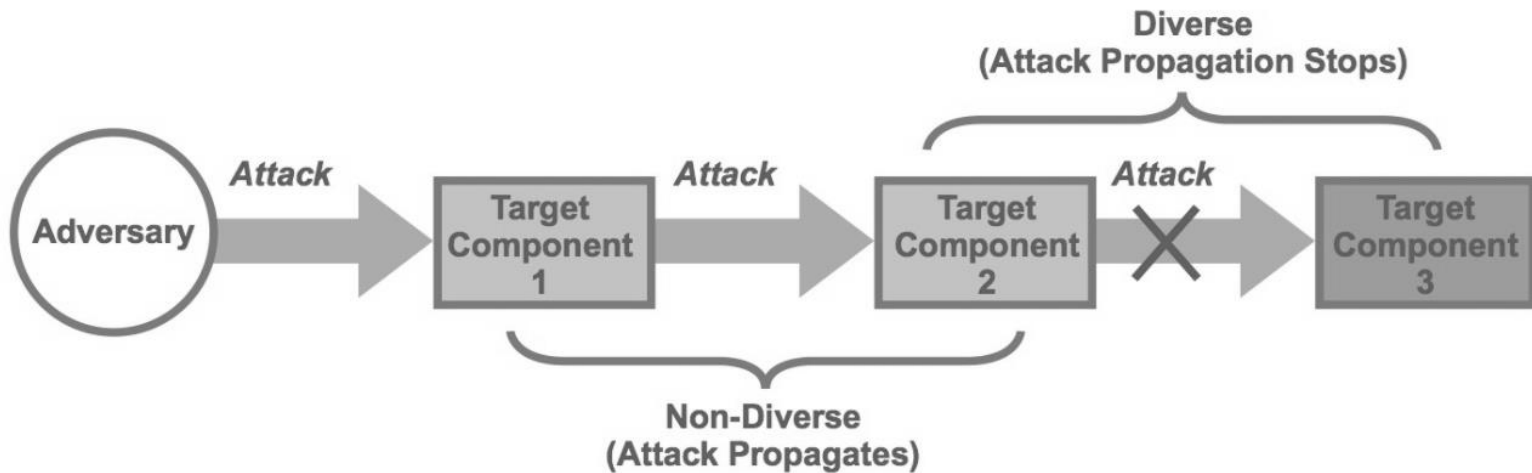 Diverse
(Attack Propagation Stops)
Attack
Attack
Attack
Adversary
Target
Component
1
Target
Component
2
Target
Component
3
Non-Diverse
(Attack Propagates)